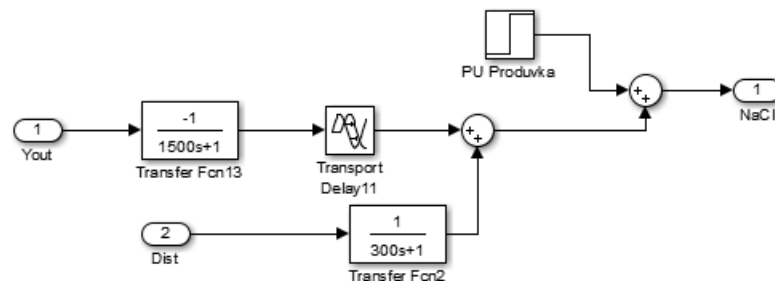 PU Produvka
+
+
1
NaCl
-1
1500s+1
1
Yout
Transfer Fcn13
Transport
Delay11
+
+
2
Dist
1
300s+1
Transfer Fcn2